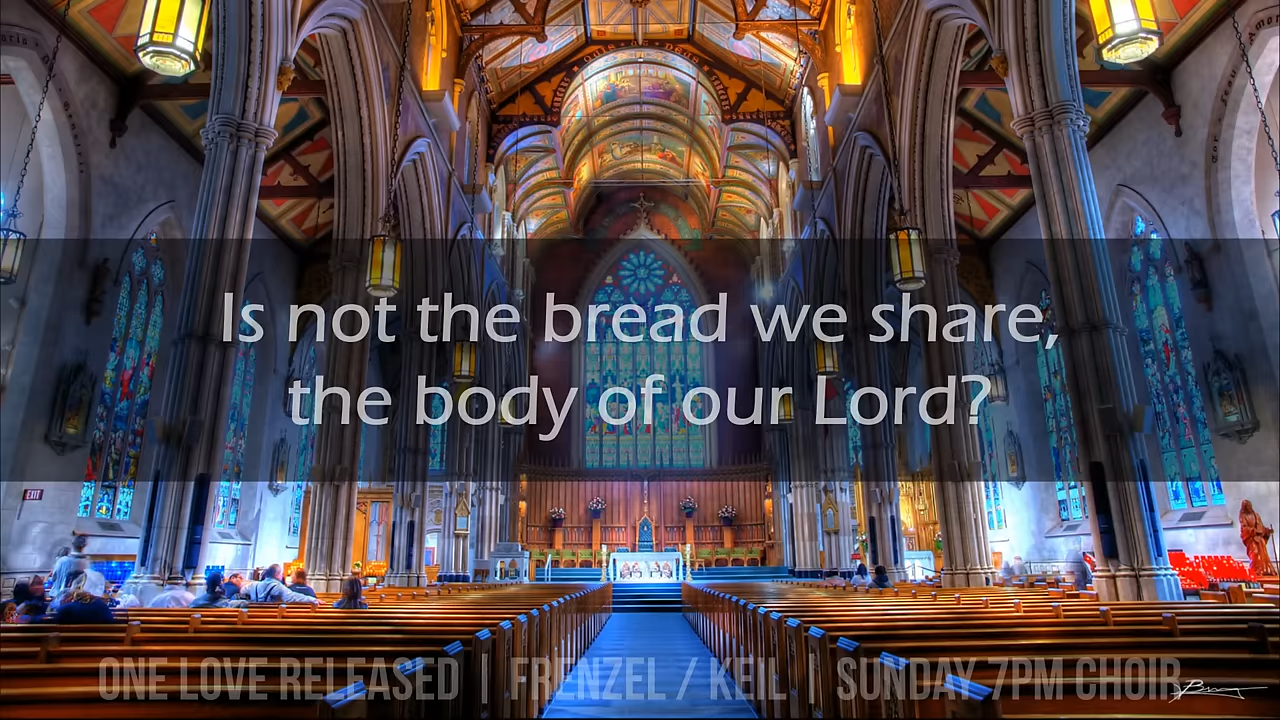 EXIT
Is not the bread we share,
the body of our Lord?
ONE LOVE RELEASED | FRENZEL / KEIL | SUNDAY 7PM CHOIR